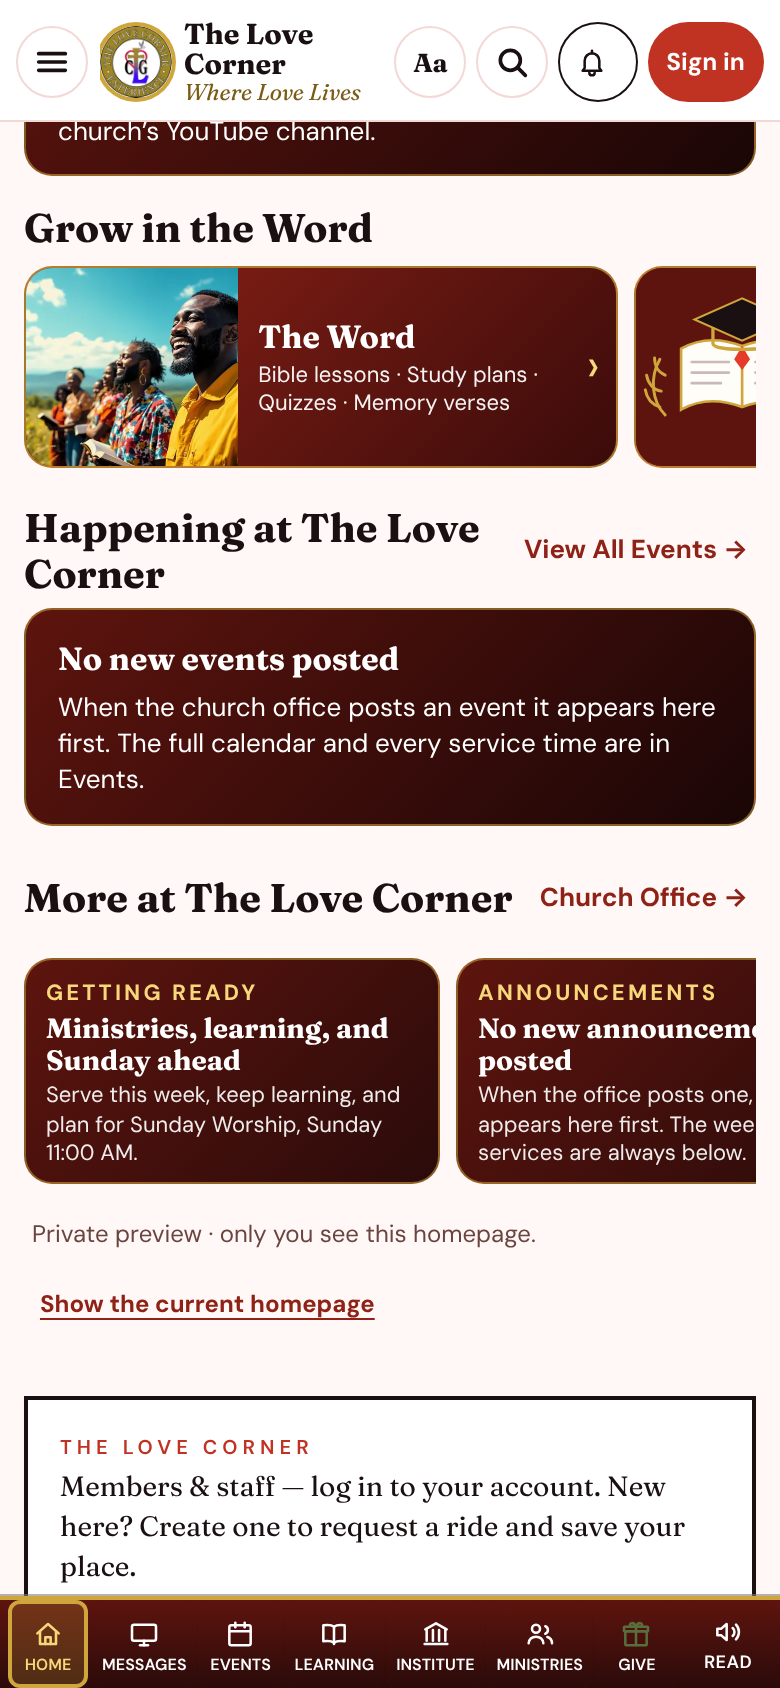 The Love
Corner
Where Love Lives
Aa
Sign in
church's YouTube channel.
Grow in the Word
The Word
Bible lessons · Study plans ·
Quizzes · Memory verses
Happening at The Love
Corner
View All Events →
No new events posted
When the church office posts an event it appears here
first. The full calendar and every service time are in
Events.
More at The Love Corner
Church Office →
GETTING READY
Ministries, learning, and
Sunday ahead
Serve this week, keep learning, and
plan for Sunday Worship, Sunday
11:00 AM.
ANNOUNCEMENTS
No new announceme
posted
When the office posts one,
appears here first. The wee
services are always below.
Private preview · only you see this homepage.
Show the current homepage
THE LOVE CORNER
Members & staff — log in to your account. New
here? Create one to request a ride and save your
place.
HOME
MESSAGES
EVENTS
LEARNING
INSTITUTE
MINISTRIES
GIVE
READ